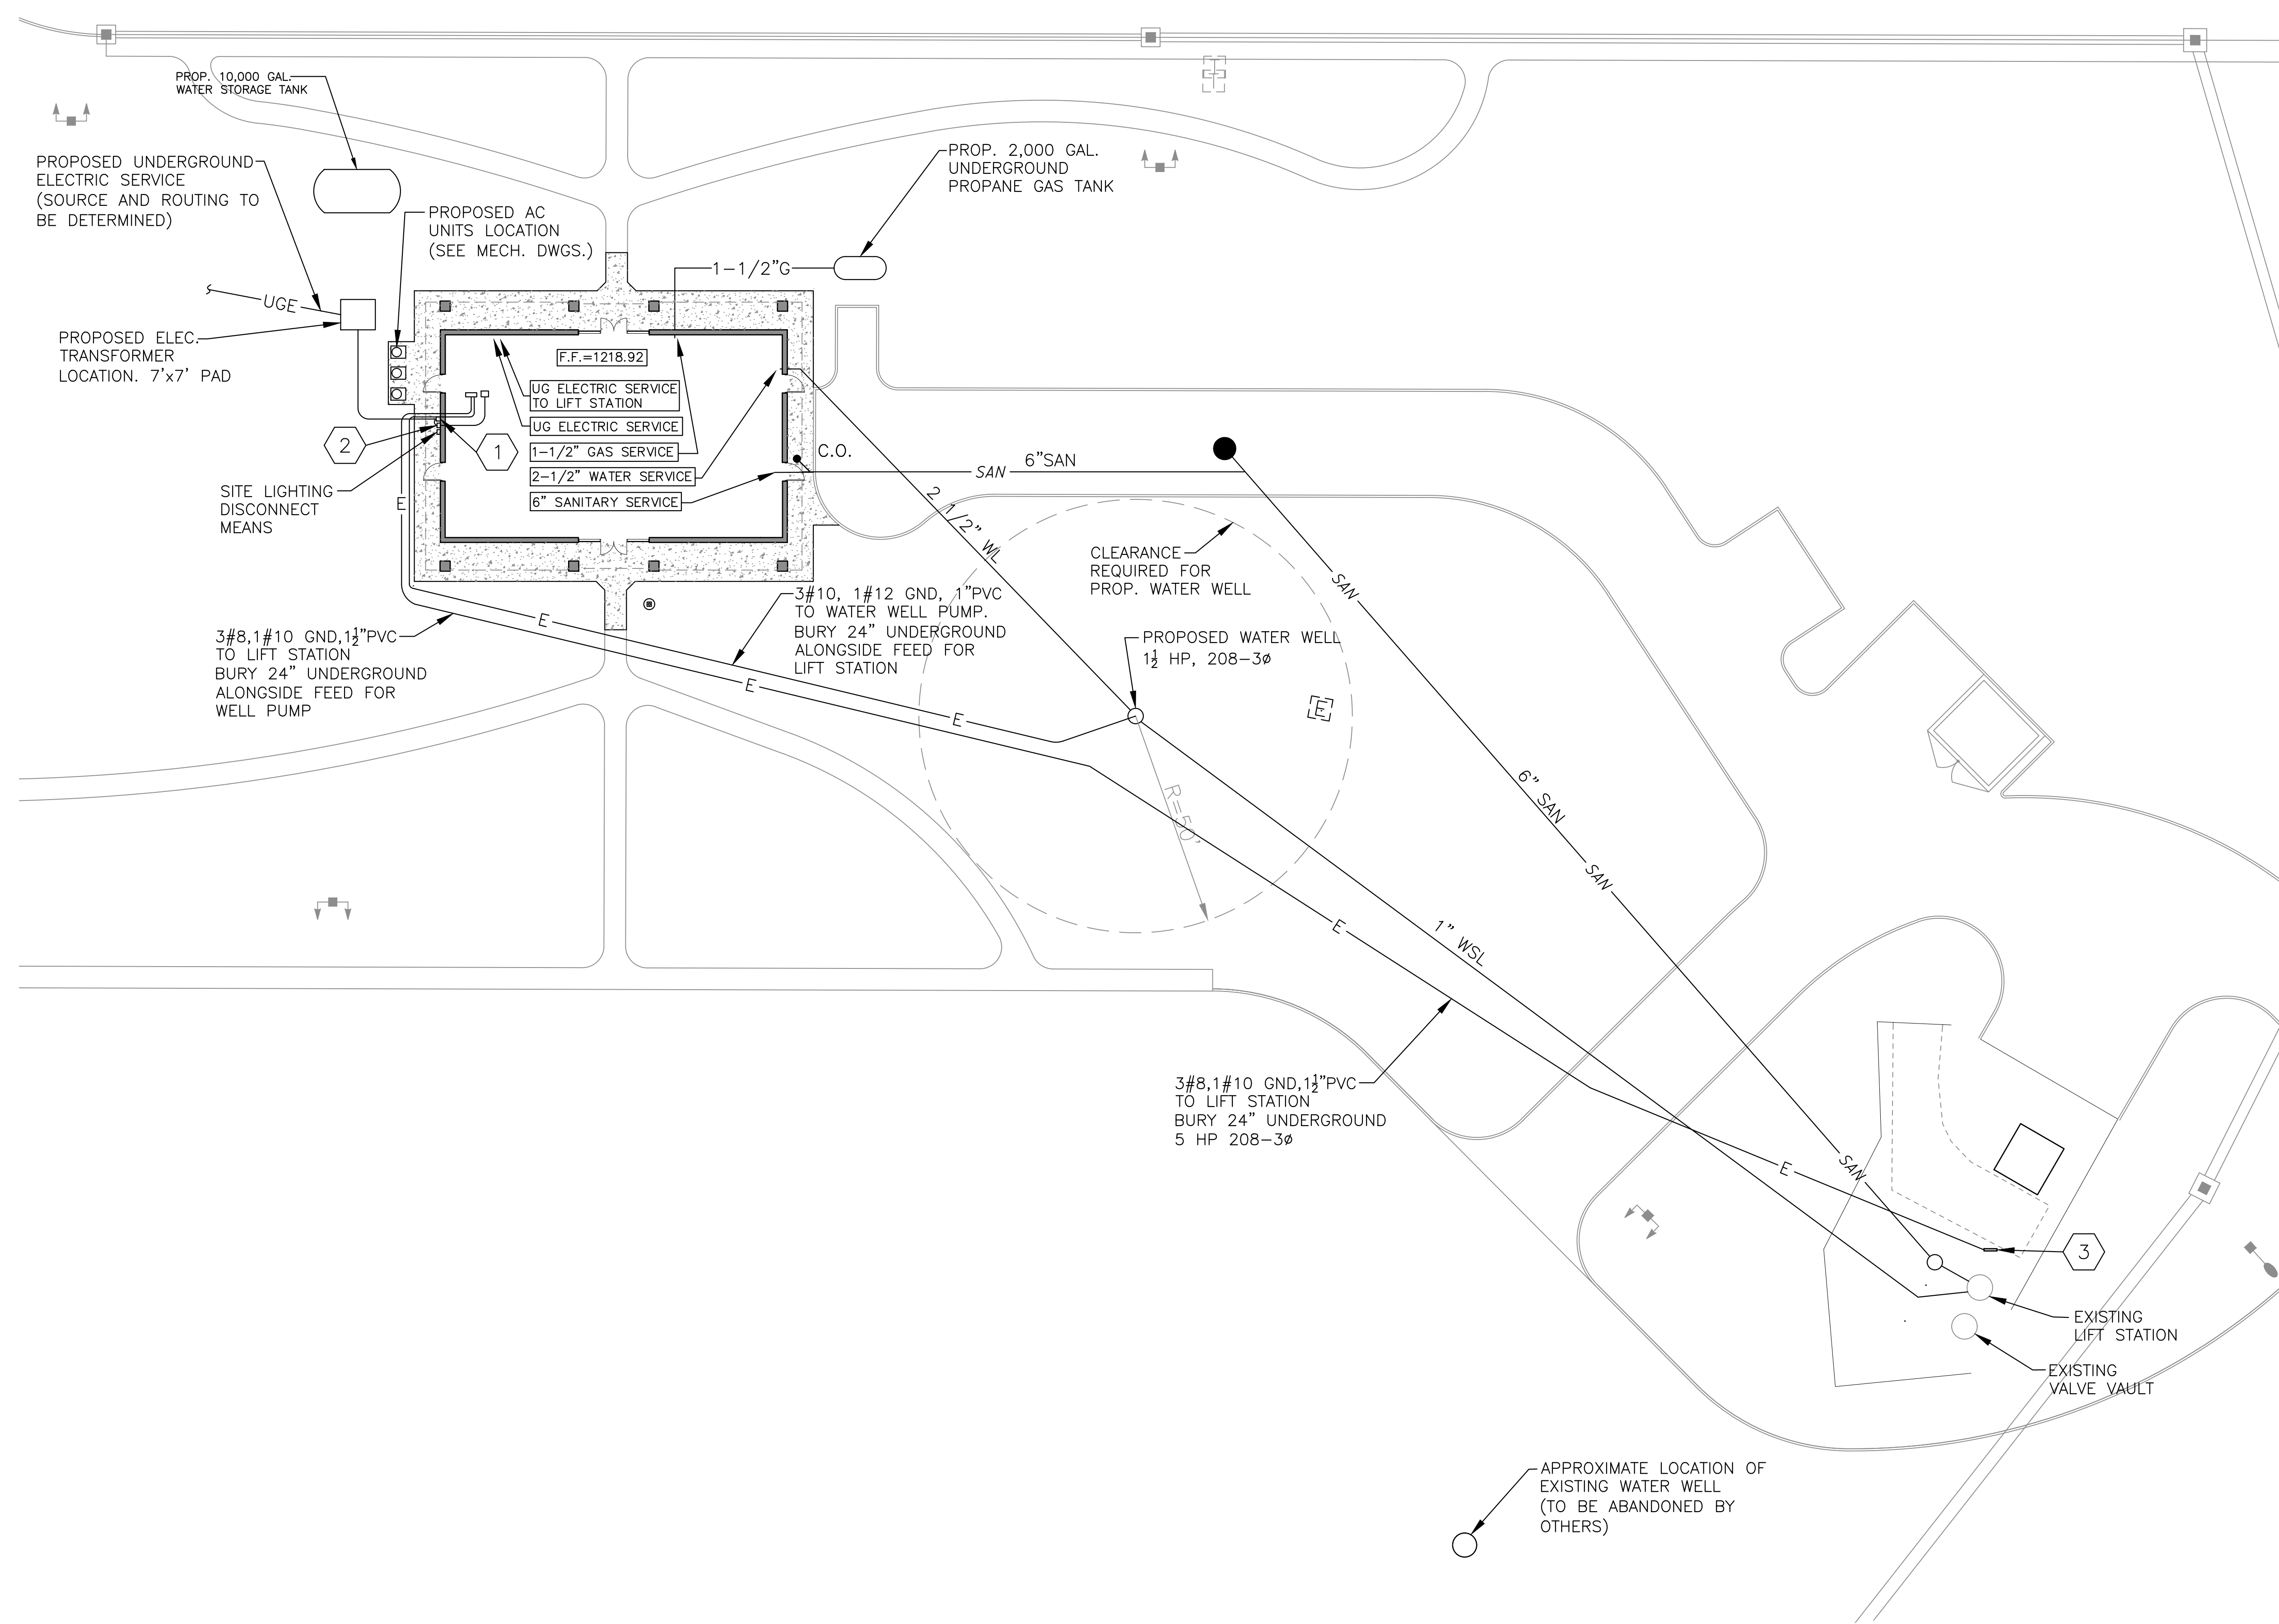 PROP. 10,000 GAL.
WATER STORAGE TANK
PROPOSED UNDERGROUND
ELECTRIC SERVICE
(SOURCE AND ROUTING TO
BE DETERMINED)
PROP. 2,000 GAL.
UNDERGROUND
PROPANE GAS TANK
PROPOSED AC
UNITS LOCATION
(SEE MECH. DWGS.)
1-1/2"G
UGE
PROPOSED ELEC.
TRANSFORMER
LOCATION. 7'x7' PAD
F.F.=1218.92
UG ELECTRIC SERVICE
TO LIFT STATION
UG ELECTRIC SERVICE
1-1/2" GAS SERVICE
2-1/2" WATER SERVICE
6" SANITARY SERVICE
2
1
C.O.
SAN
6"SAN
SITE LIGHTING
DISCONNECT
MEANS
E
2 1/2" WL
CLEARANCE
REQUIRED FOR
PROP. WATER WELL
SAN
3#10, 1#12 GND, 1"PVC
TO WATER WELL PUMP.
BURY 24" UNDERGROUND
ALONGSIDE FEED FOR
LIFT STATION
E
3#8,1#10 GND,1½"PVC
TO LIFT STATION
BURY 24" UNDERGROUND
ALONGSIDE FEED FOR
WELL PUMP
PROPOSED WATER WELL
1½ HP, 208-3ø
E
E
E
R=50'
6" SAN
SAN
E
1" WSL
3#8,1#10 GND,1½"PVC
TO LIFT STATION
BURY 24" UNDERGROUND
5 HP 208-3ø
E
SAN
3
EXISTING
LIFT STATION
EXISTING
VALVE VAULT
APPROXIMATE LOCATION OF
EXISTING WATER WELL
(TO BE ABANDONED BY
OTHERS)